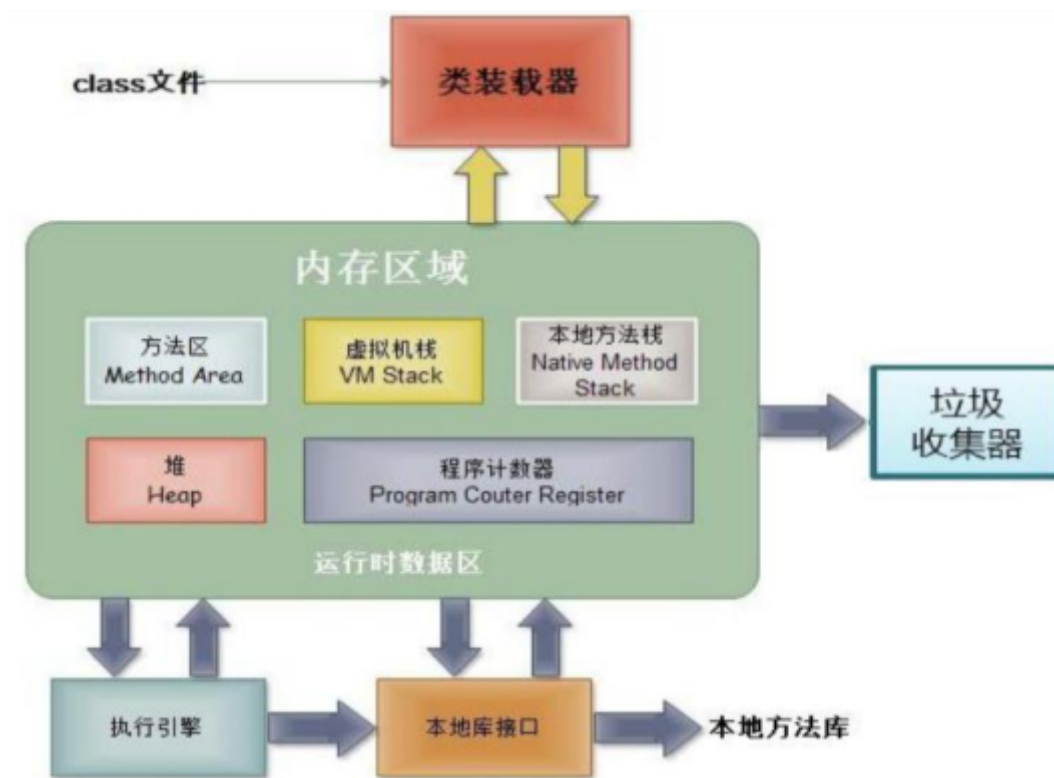 类装载器
class文件
内存区域
方法区
Method Area
虚拟机栈
VM Stack
本地方法栈
Native Method
Stack
堆
Heap
程序计数器
Program Couter Register
运行时数据区
垃圾
收集器
执行引擎
本地库接口
本地方法库